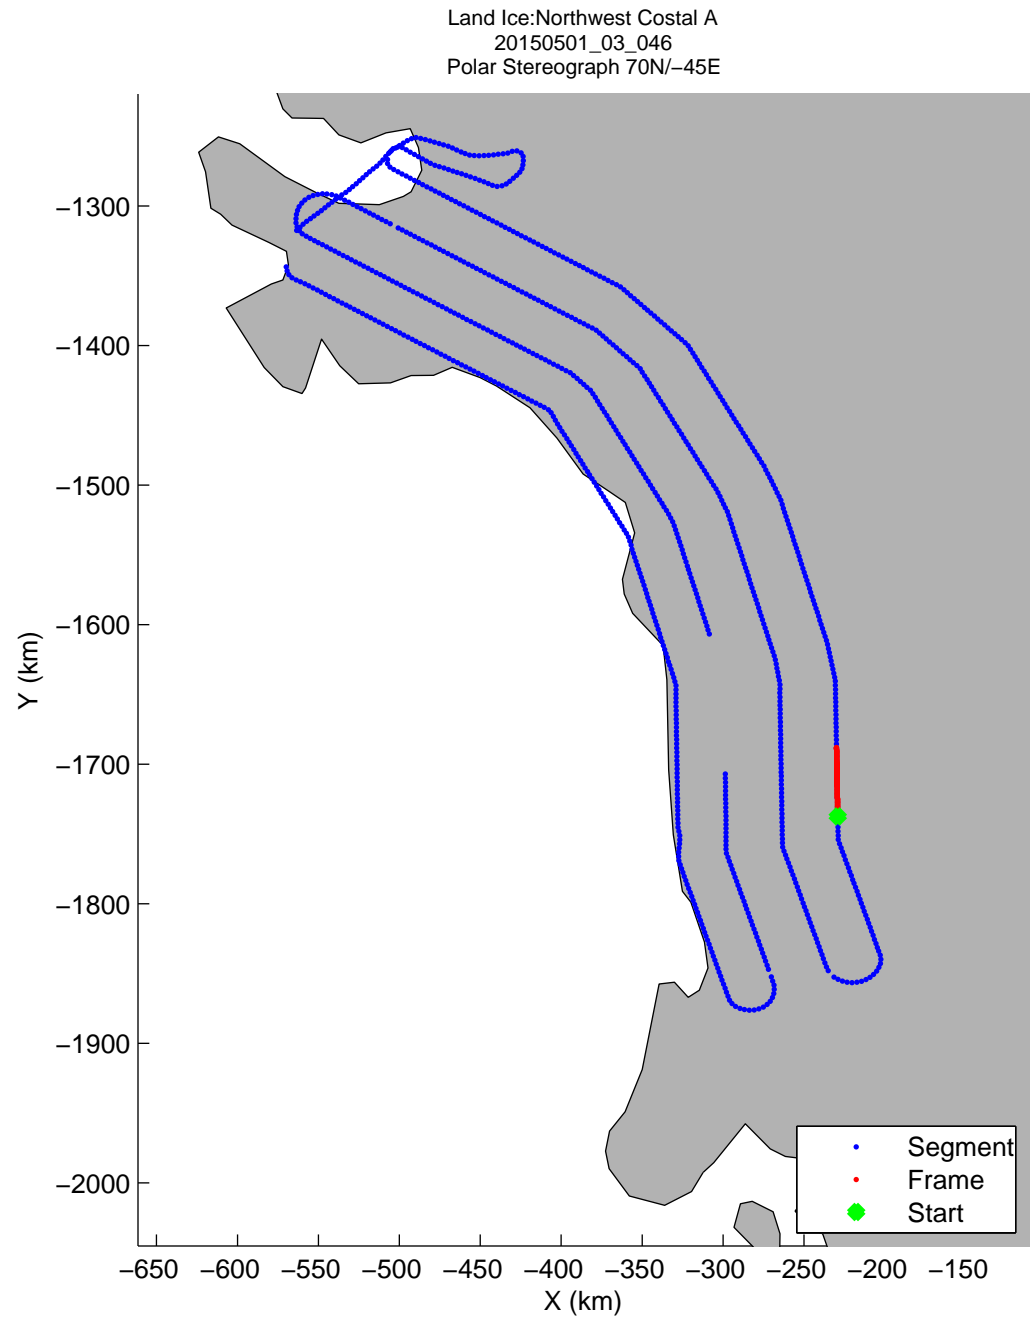 Land Ice:Northwest Costal A
20150501_03_046
Polar Stereograph 70N/−45E
−1300
−1400
−1500
−1600
−1700
−1800
−1900
−2000
Y (km)
Segment
Frame
Start
−650 −600 −550 −500 −450 −400 −350 −300 −250 −200 −150
X (km)